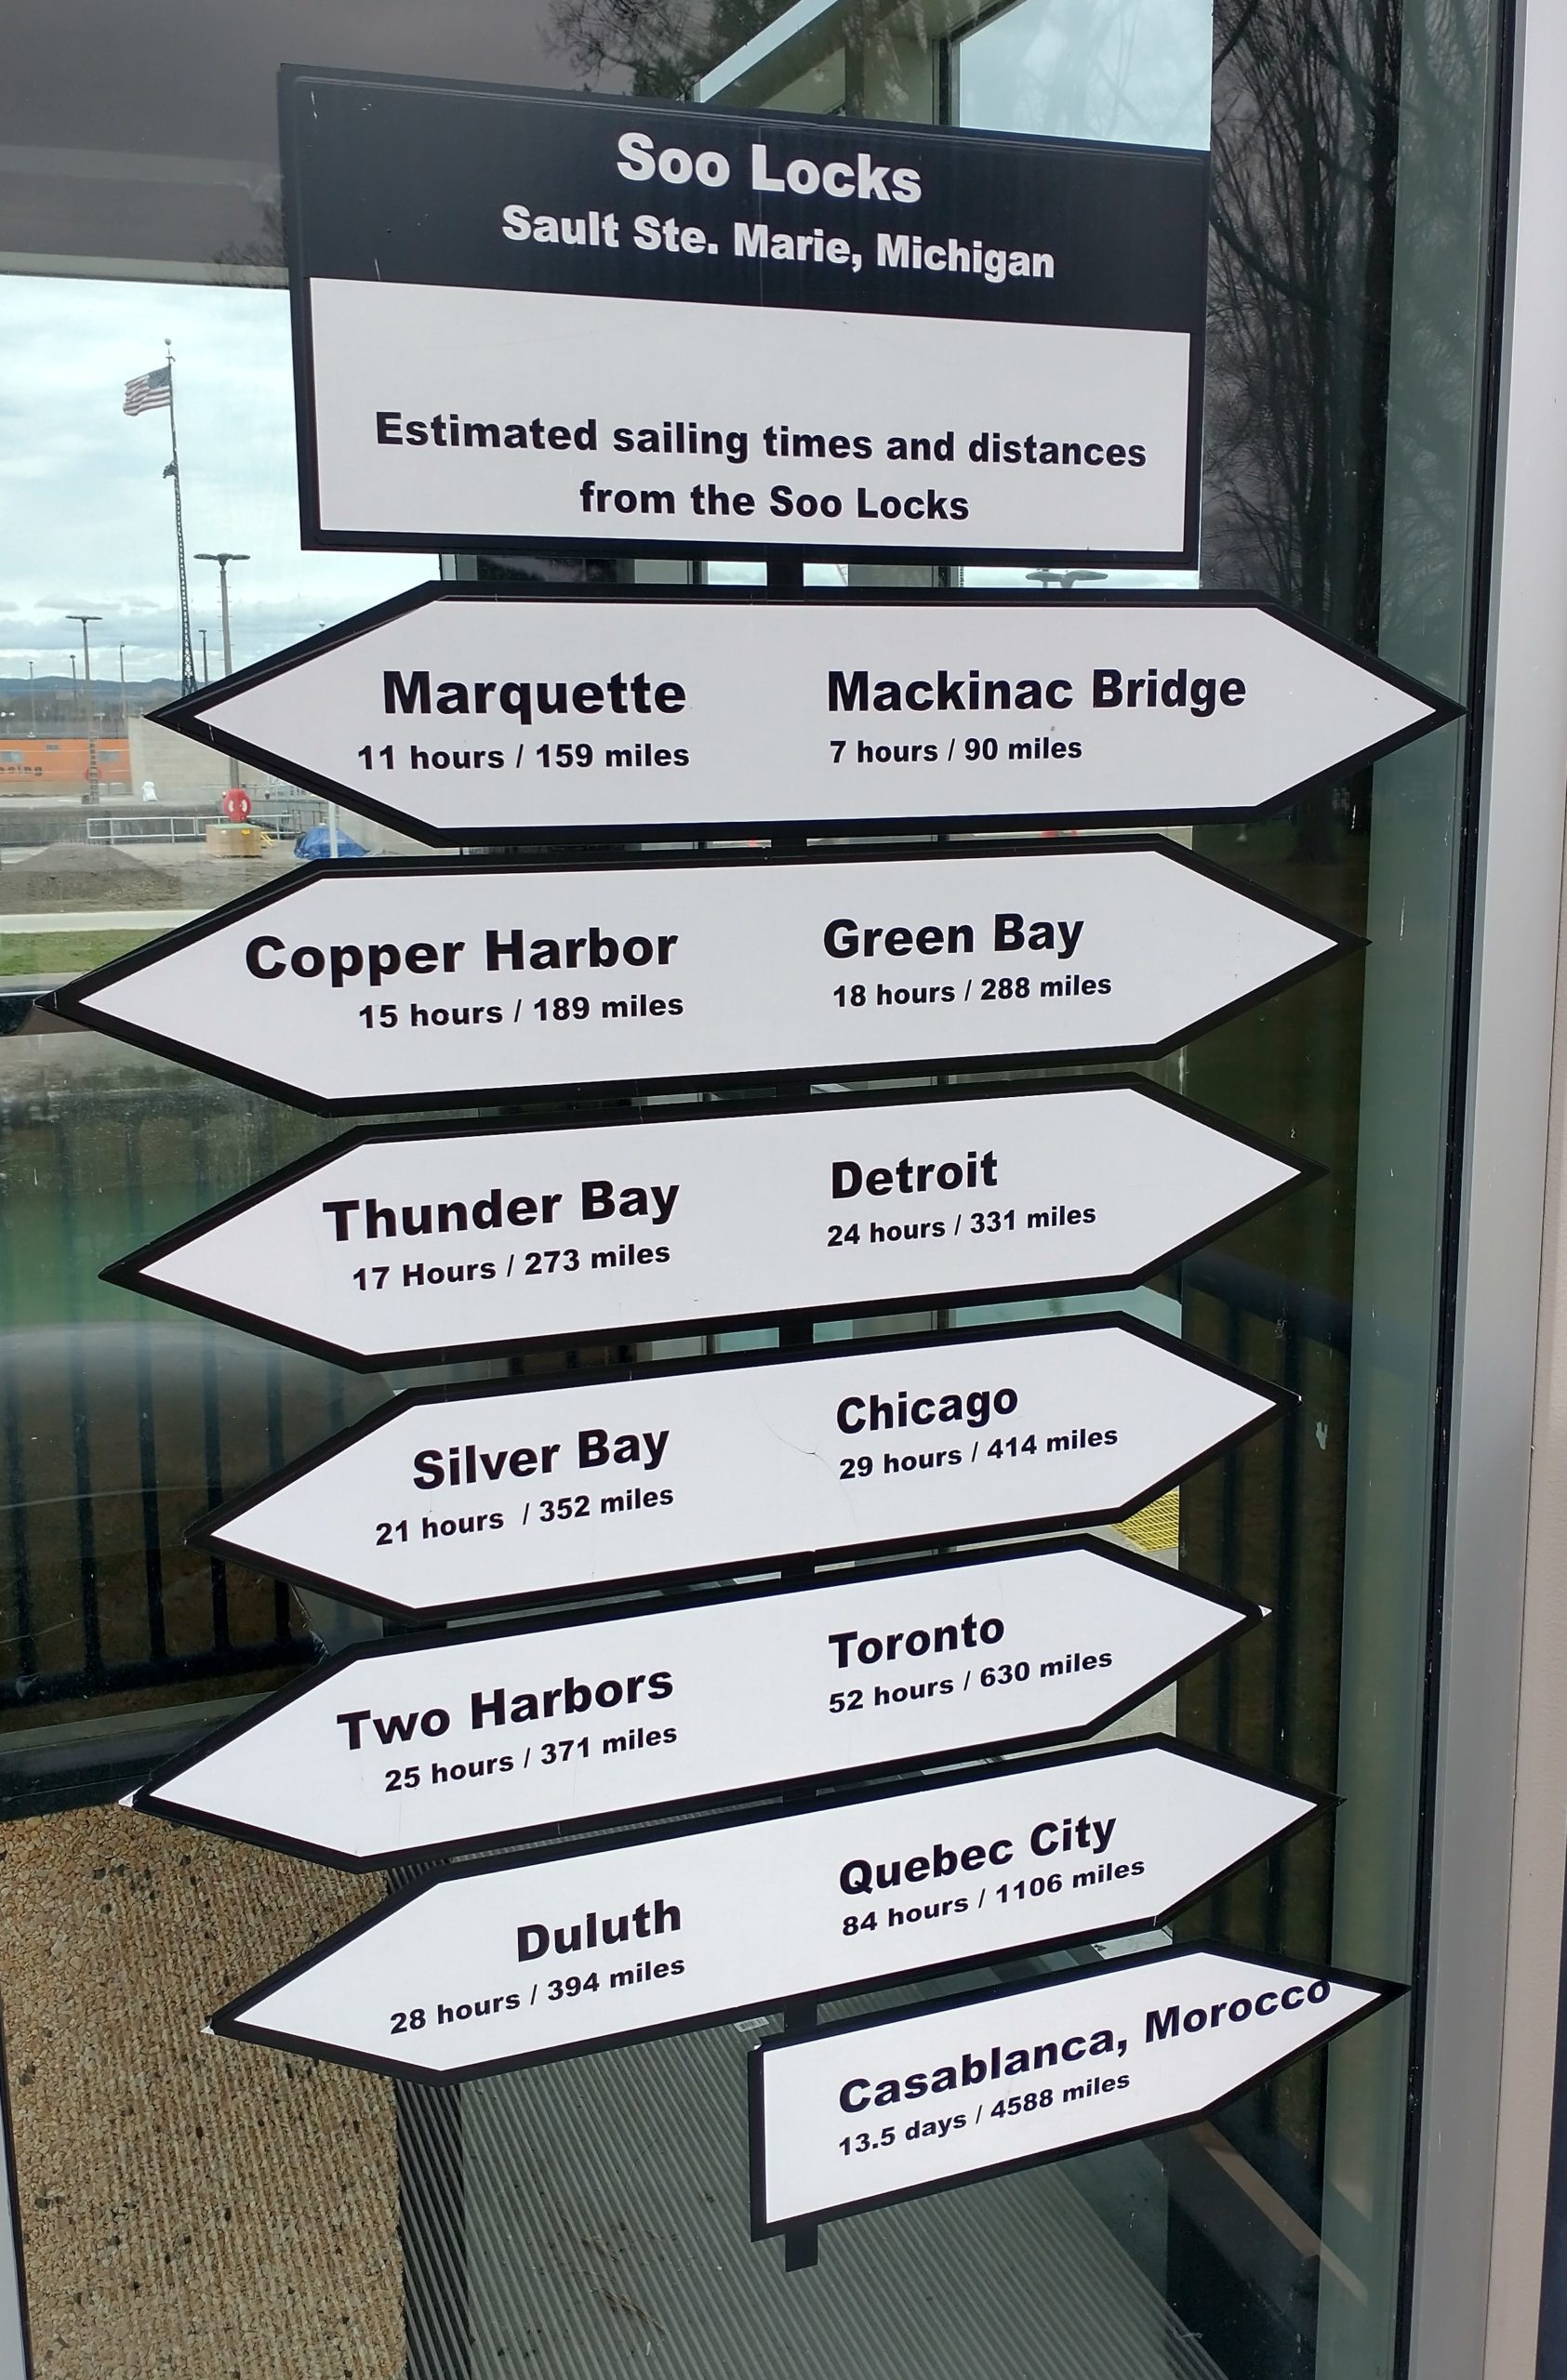 Soo Locks
Sault Ste. Marie, Michigan
Estimated sailing times and distances
from the Soo Locks
Marquette
11 hours / 159 miles
Mackinac Bridge
7 hours / 90 miles
Copper Harbor
15 hours / 189 miles
Green Bay
18 hours / 288 miles
Thunder Bay
17 Hours / 273 miles
Detroit
24 hours / 331 miles
Silver Bay
21 hours / 352 miles
Chicago
29 hours / 414 miles
Two Harbors
25 hours / 371 miles
Toronto
52 hours / 630 miles
Duluth
28 hours / 394 miles
Quebec City
84 hours / 1106 miles
Casablanca, Morocco
13.5 days / 4588 miles